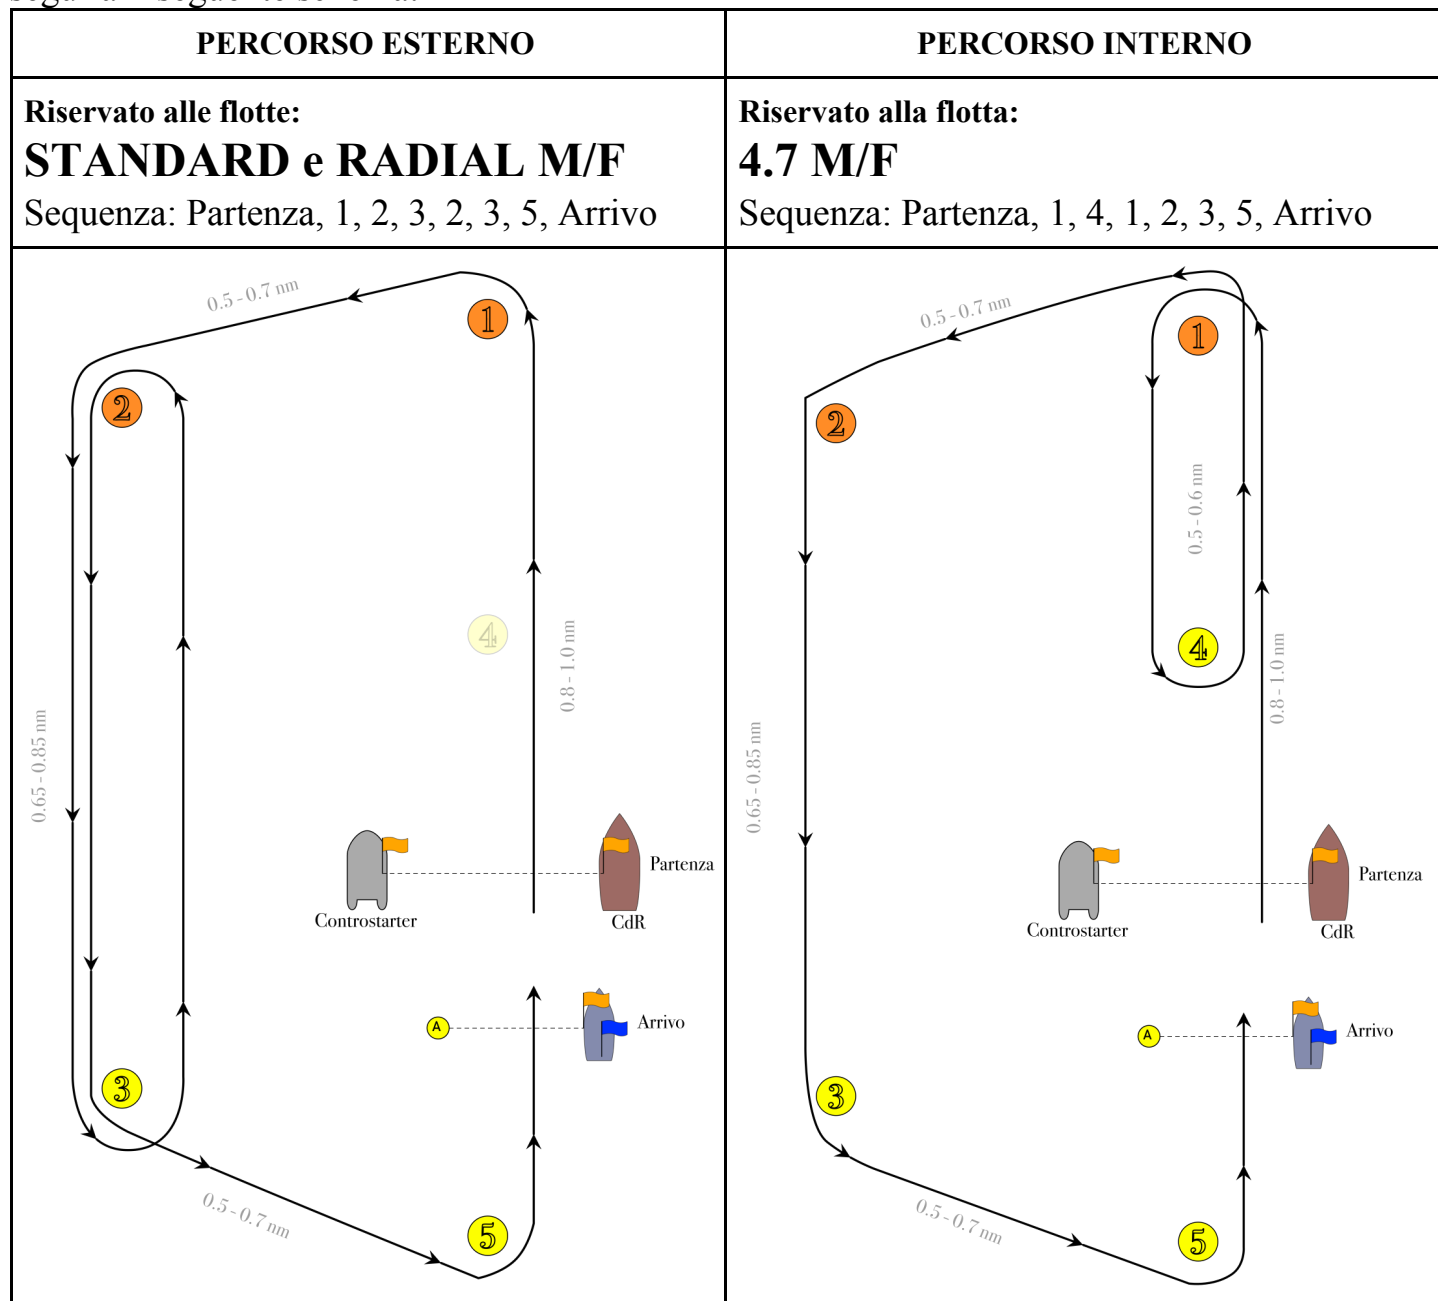 PERCORSO ESTERNO
Riservato alle flotte:
STANDARD e RADIAL M/F
Sequenza: Partenza, 1, 2, 3, 2, 3, 5, Arrivo
0.5 - 0.7 nm
1
2
4
0.8 - 1.0 nm
0.65 - 0.85 nm
Partenza
Controstarter
CdR
A
Arrivo
3
0.5 - 0.7 nm
5
PERCORSO INTERNO
Riservato alla flotta:
4.7 M/F
Sequenza: Partenza, 1, 4, 1, 2, 3, 5, Arrivo
0.5 - 0.7 nm
1
2
0.5 - 0.6 nm
4
0.8 - 1.0 nm
0.65 - 0.85 nm
Partenza
Controstarter
CdR
A
Arrivo
3
0.5 - 0.7 nm
5